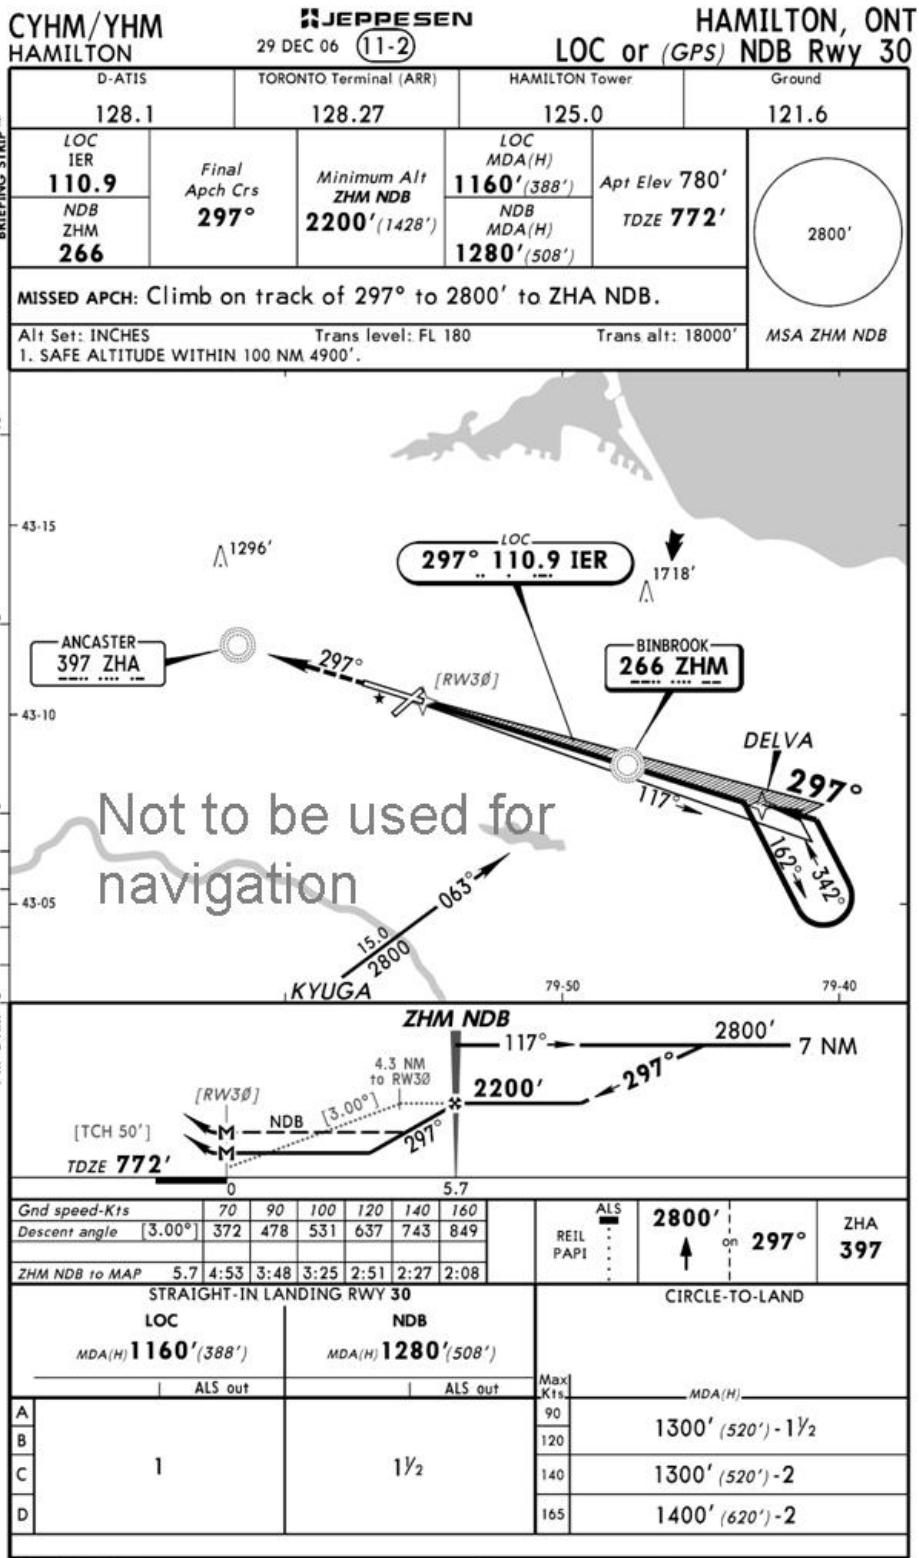 CYHM/YHM
HAMILTON
JEPPESEN
29 DEC 06 11-2
HAMILTON, ONT
LOC or (GPS) NDB Rwy 30
D-ATIS
128.1
TORONTO Terminal (ARR)
128.27
HAMILTON Tower
125.0
Ground
121.6
BRIEFING STRIP
LOC
IER
110.9
NDB
ZHM
266
Final
Apch Crs
297°
Minimum Alt
ZHM NDB
2200'(1428')
LOC
MDA(H)
1160'(388')
NDB
MDA(H)
1280'(508')
Apt Elev 780'
TDZE 772'
2800'
MSA ZHM NDB
MISSED APCH: Climb on track of 297° to 2800' to ZHA NDB.
Alt Set: INCHES Trans level: FL 180 Trans alt: 18000'
1. SAFE ALTITUDE WITHIN 100 NM 4900'.
43-15
1296'
LOC
297° 110.9 IER
1718'
ANCASTER
397 ZHA
297°
[RW30]
BINBROOK
266 ZHM
43-10
DELVA
297°
117°
162°
342°
Not to be used for
navigation
43-05
063°
15.0
2800
KYUGA
79-50
79-40
ZHM NDB
117°
2800'
7 NM
4.3 NM
to RW30
2200'
297°
[RW30]
[3.00°]
NDB
[TCH 50']
M
M
297°
TDZE 772'
0
5.7
Gnd speed-Kts 70 90 100 120 140 160
Descent angle [3.00°] 372 478 531 637 743 849
ZHM NDB to MAP 5.7 4:53 3:48 3:25 2:51 2:27 2:08
ALS
REIL
PAPI
2800'
on 297°
ZHA
397
STRAIGHT-IN LANDING RWY 30
LOC
MDA(H) 1160'(388')
ALS out
NDB
MDA(H) 1280'(508')
ALS out
CIRCLE-TO-LAND
Max
Kts
MDA(H)
A
B
C
D
1
1½
90
120
1300' (520')-1½
140
1300' (520')-2
165
1400' (620')-2